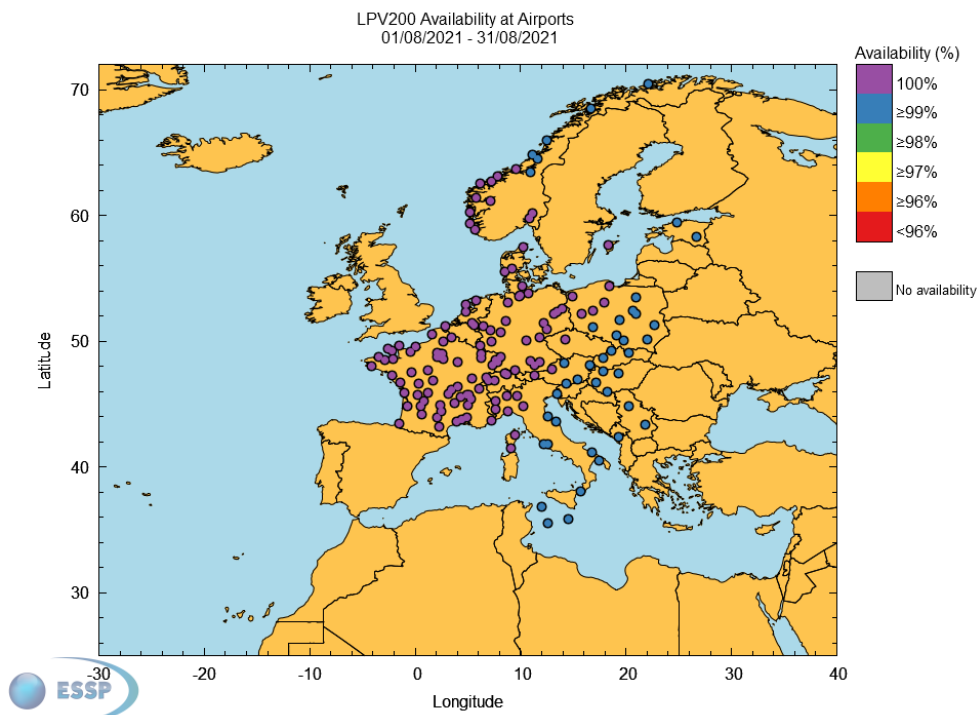 LPV200 Availability at Airports
01/08/2021 - 31/08/2021
Availability (%)
100%
≥99%
≥98%
≥97%
≥96%
<96%
No availability
70
60
50
40
30
Latitude
-30
-20
-10
0
10
20
30
40
Longitude
ESSP